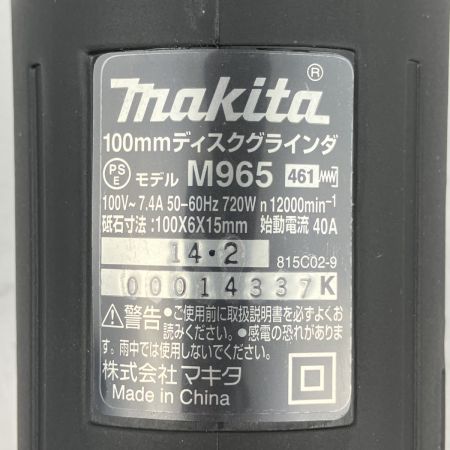 makita®
100mmディスクグラインダ
PS E モデル M965 461
100V~ 7.4A 50-60Hz 720W n 12000min⁻¹
砥石寸法:100X6X15mm 始動電流 40A
14・2 815C02-9
00014337K
⚠警告 ●ご使用前に取扱説明書を必ずよくお
読みください。●感電の恐れがありま
す。雨中では使用しないでください。
株式会社 マキタ
Made in China